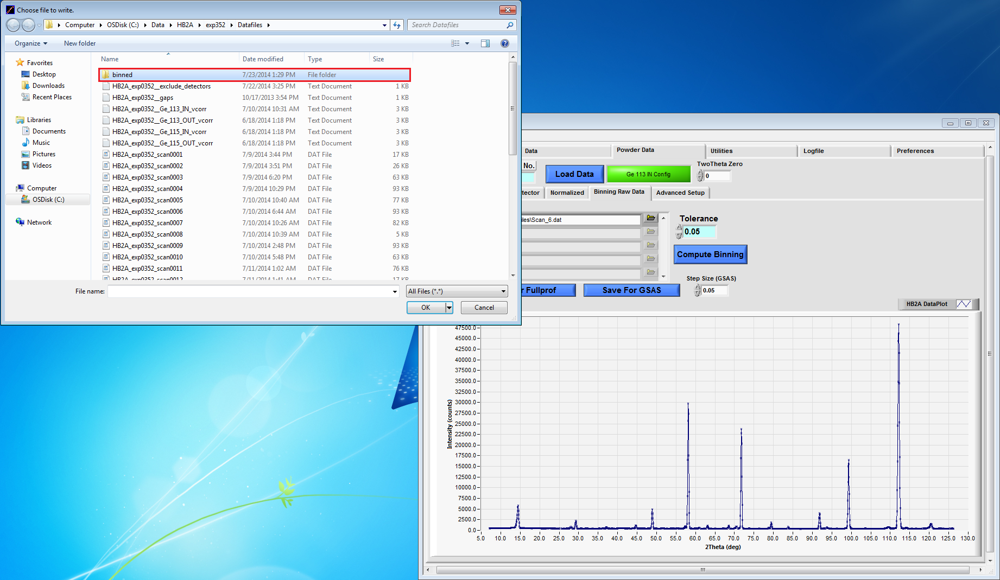 Choose file to write.
Computer OSDisk (C:) Data HB2A exp352 Datafiles
Search Datafiles
Organize New folder
Favorites
Desktop
Downloads
Recent Places
Libraries
Documents
Music
Pictures
Videos
Computer
OSDisk (C:)
Network
Name Date modified Type Size
binned 7/23/2014 1:29 PM File folder
HB2A_exp0352__exclude_detectors 7/22/2014 3:25 PM Text Document 1 KB
HB2A_exp0352__gaps 10/17/2013 3:54 PM Text Document 1 KB
HB2A_exp0352__Ge_113_IN_vcorr 7/10/2014 10:31 AM Text Document 3 KB
HB2A_exp0352__Ge_113_OUT_vcorr 6/18/2014 1:18 PM Text Document 3 KB
HB2A_exp0352__Ge_115_IN_vcorr 6/18/2014 1:18 PM Text Document 3 KB
HB2A_exp0352__Ge_115_OUT_vcorr 6/18/2014 1:18 PM Text Document 3 KB
HB2A_exp0352_scan0001 7/9/2014 3:44 PM DAT File 17 KB
HB2A_exp0352_scan0002 7/9/2014 3:51 PM DAT File 26 KB
HB2A_exp0352_scan0003 7/9/2014 6:20 PM DAT File 63 KB
HB2A_exp0352_scan0004 7/9/2014 10:29 PM DAT File 93 KB
HB2A_exp0352_scan0005 7/10/2014 10:40 AM DAT File 77 KB
HB2A_exp0352_scan0006 7/10/2014 6:44 AM DAT File 93 KB
HB2A_exp0352_scan0007 7/10/2014 10:26 AM DAT File 82 KB
HB2A_exp0352_scan0008 7/10/2014 10:39 AM DAT File 5 KB
HB2A_exp0352_scan0009 7/10/2014 2:48 PM DAT File 93 KB
HB2A_exp0352_scan0010 7/10/2014 5:48 PM DAT File 63 KB
HB2A_exp0352_scan0011 7/11/2014 1:02 AM DAT File 76 KB
HB2A_exp0352_scan0012 7/11/2014 1:41 AM DAT File 17 KB
File name: All Files (*.*)
OK Cancel
Data Powder Data Utilities Logfile Preferences
No. Load Data Ge 113 IN Config TwoTheta Zero
0
tector Normalized Binning Raw Data Advanced Setup
iles\Scan_6.dat
Tolerance
0.05
Compute Binning
Step Size (GSAS)
r Fullprof Save For GSAS 0.05
HB2A DataPlot
47500.0
45000.0
42500.0
40000.0
37500.0
35000.0
32500.0
30000.0
27500.0
25000.0
22500.0
20000.0
17500.0
15000.0
12500.0
10000.0
7500.0
5000.0
2500.0
0.0
Intensity (counts)
5.0 10.0 15.0 20.0 25.0 30.0 35.0 40.0 45.0 50.0 55.0 60.0 65.0 70.0 75.0 80.0 85.0 90.0 95.0 100.0 105.0 110.0 115.0 120.0 125.0 130.0
2Theta (deg)